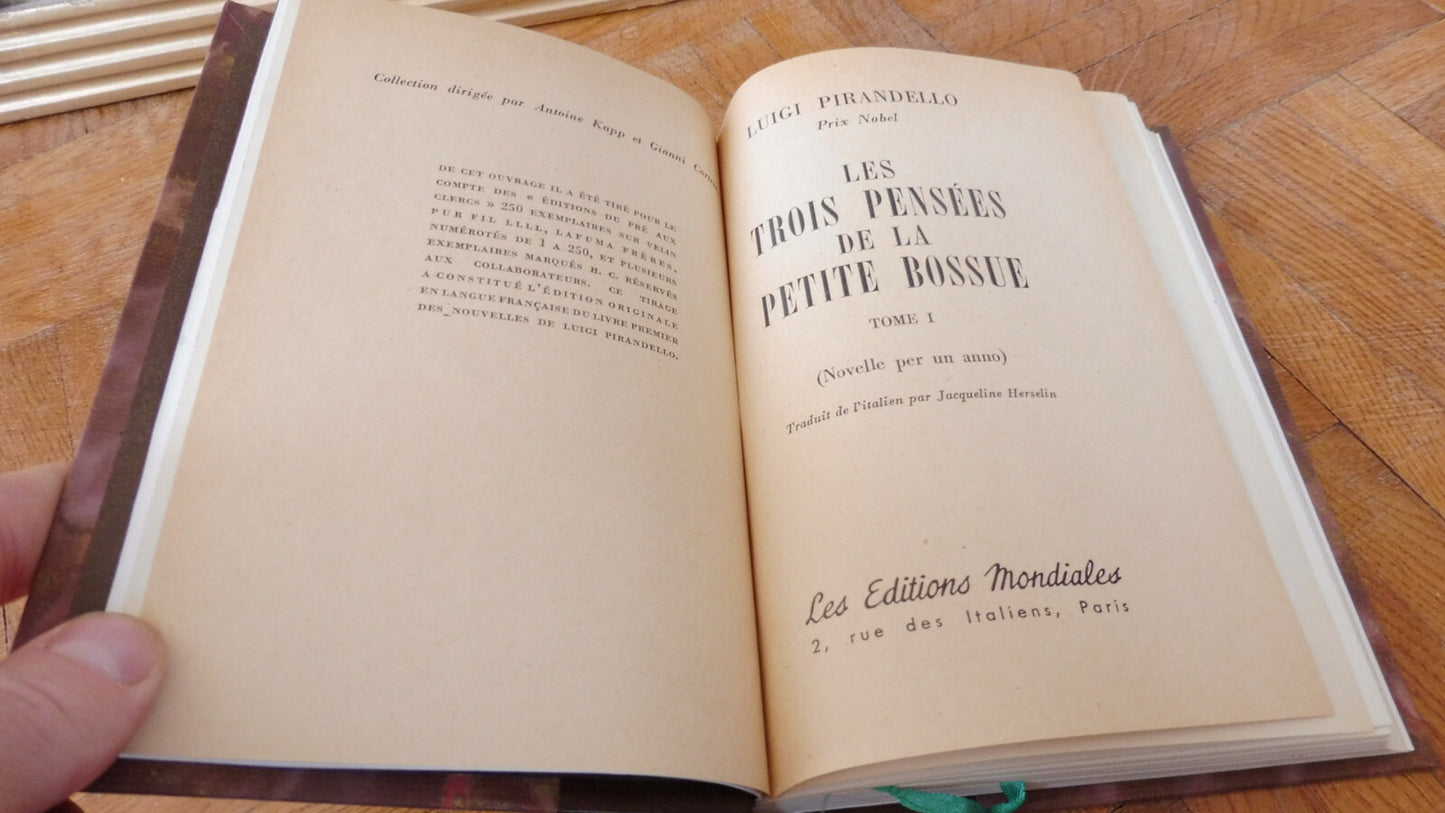 Collection dirigée par Antoine Kapp et Gianni
DE CET OUVRAGE IL A ÉTÉ TIRÉ POUR LE
COMPTE DES « ÉDITIONS DU PRÉ AUX
CLERCS » 250 EXEMPLAIRES SUR VELIN
PUR FIL LLLL, LAFUMA FRÈRES,
NUMÉROTÉS DE 1 A 250, ET PLUSIEURS
EXEMPLAIRES MARQUÉS H. C. RÉSERVÉS
AUX COLLABORATEURS. CE TIRAGE
A CONSTITUÉ L'ÉDITION ORIGINALE
EN LANGUE FRANÇAISE DU LIVRE PREMIER
DES NOUVELLES DE LUIGI PIRANDELLO.
LUIGI PIRANDELLO
Prix Nobel
LES
TROIS PENSÉES
DE LA
PETITE BOSSUE
TOME I
(Novelle per un anno)
Traduit de l'italien par Jacqueline Herselin
Les Editions Mondiales
2, rue des Italiens, Paris